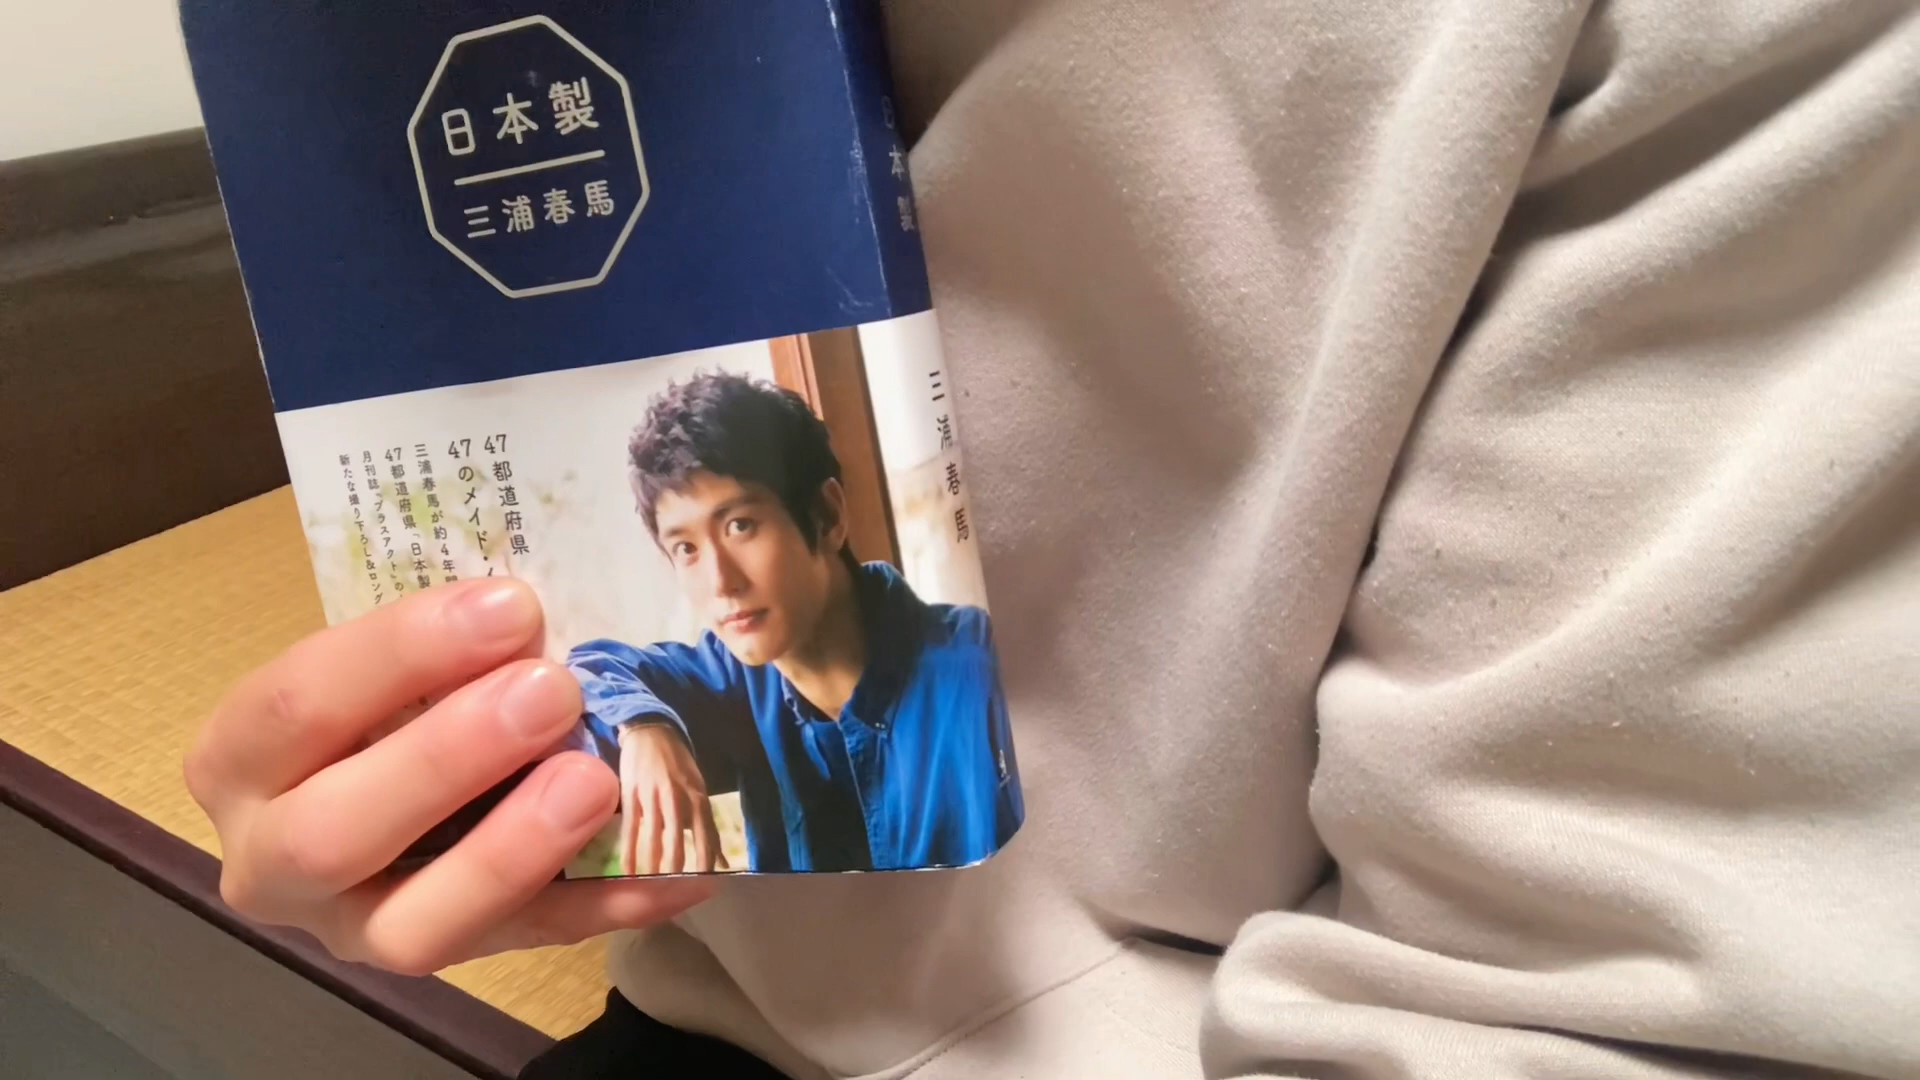 日本製
三浦春馬
日本製
三浦春馬
47都道府県
47のメイド・
三浦春馬が約4年
47都道府県「日本製
月刊誌『プラスアクト』の
新たな撮り下ろし&ロング